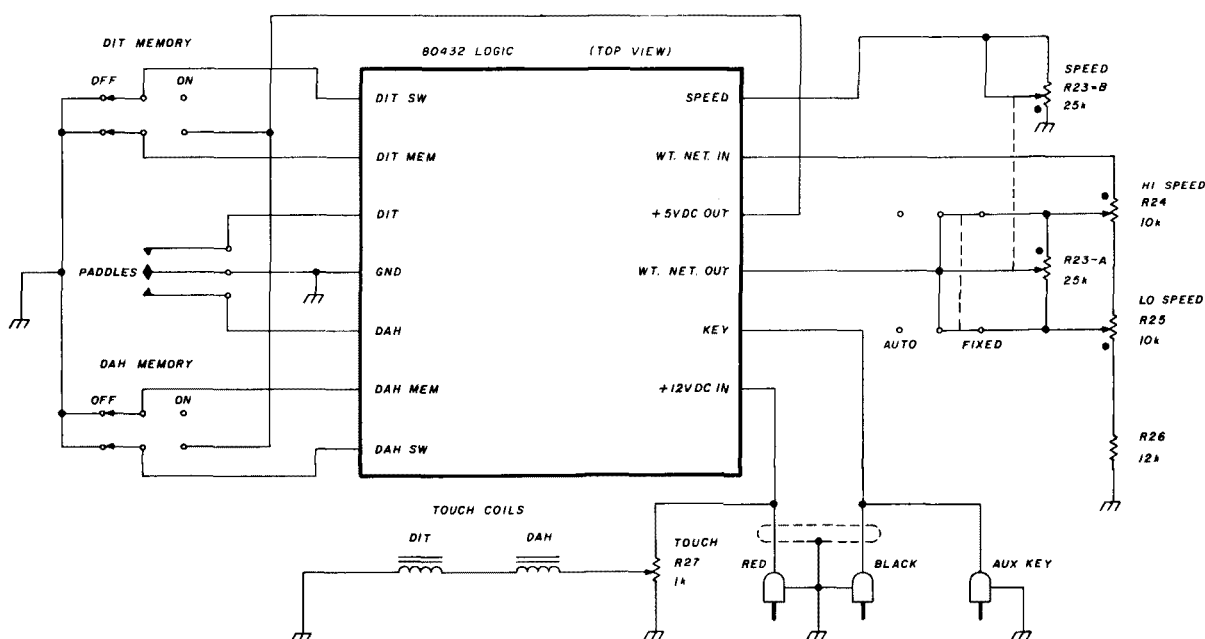 DIT MEMORY
OFF
ON
80432 LOGIC
(TOP VIEW)
DIT SW
DIT MEM
DIT
GND
DAH
DAH MEM
DAH SW
SPEED
WT. NET. IN
+5VDC OUT
WT. NET. OUT
KEY
+12VDC IN
PADDLES
DAH MEMORY
OFF
ON
SPEED
R23-B
25k
HI SPEED
R24
10k
R23-A
25k
LO SPEED
R25
10k
AUTO
FIXED
R26
12k
TOUCH COILS
DIT
DAH
TOUCH
R27
1k
RED
BLACK
AUX KEY